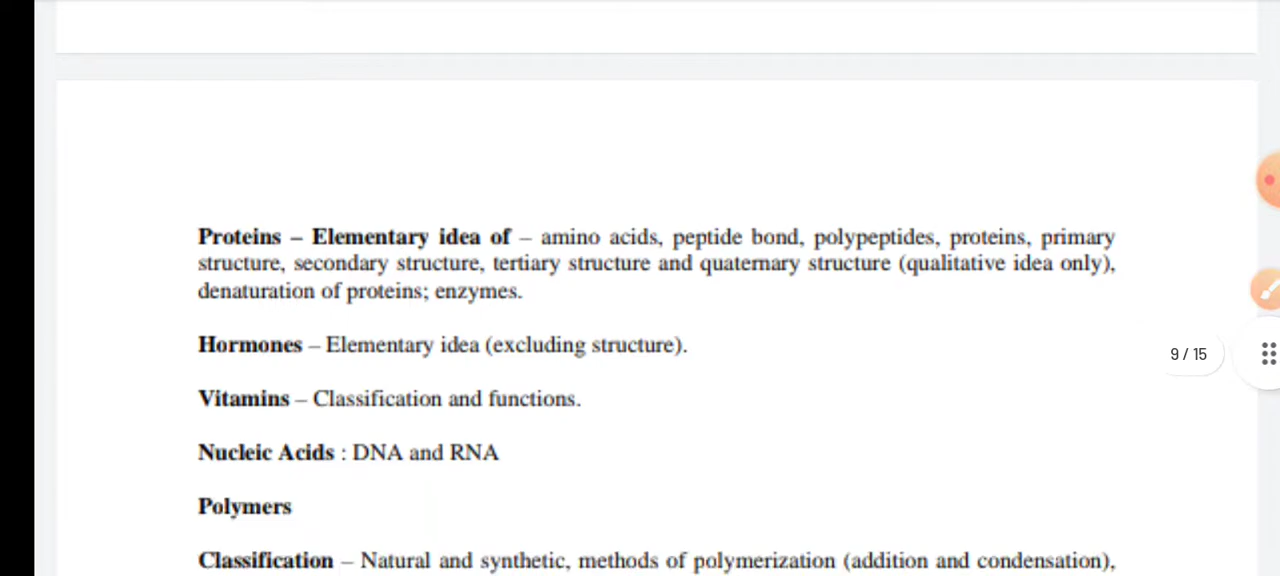 Proteins – Elementary idea of – amino acids, peptide bond, polypeptides, proteins, primary
structure, secondary structure, tertiary structure and quaternary structure (qualitative idea only),
denaturation of proteins; enzymes.
Hormones – Elementary idea (excluding structure).
9 / 15
Vitamins – Classification and functions.
Nucleic Acids : DNA and RNA
Polymers
Classification – Natural and synthetic, methods of polymerization (addition and condensation),